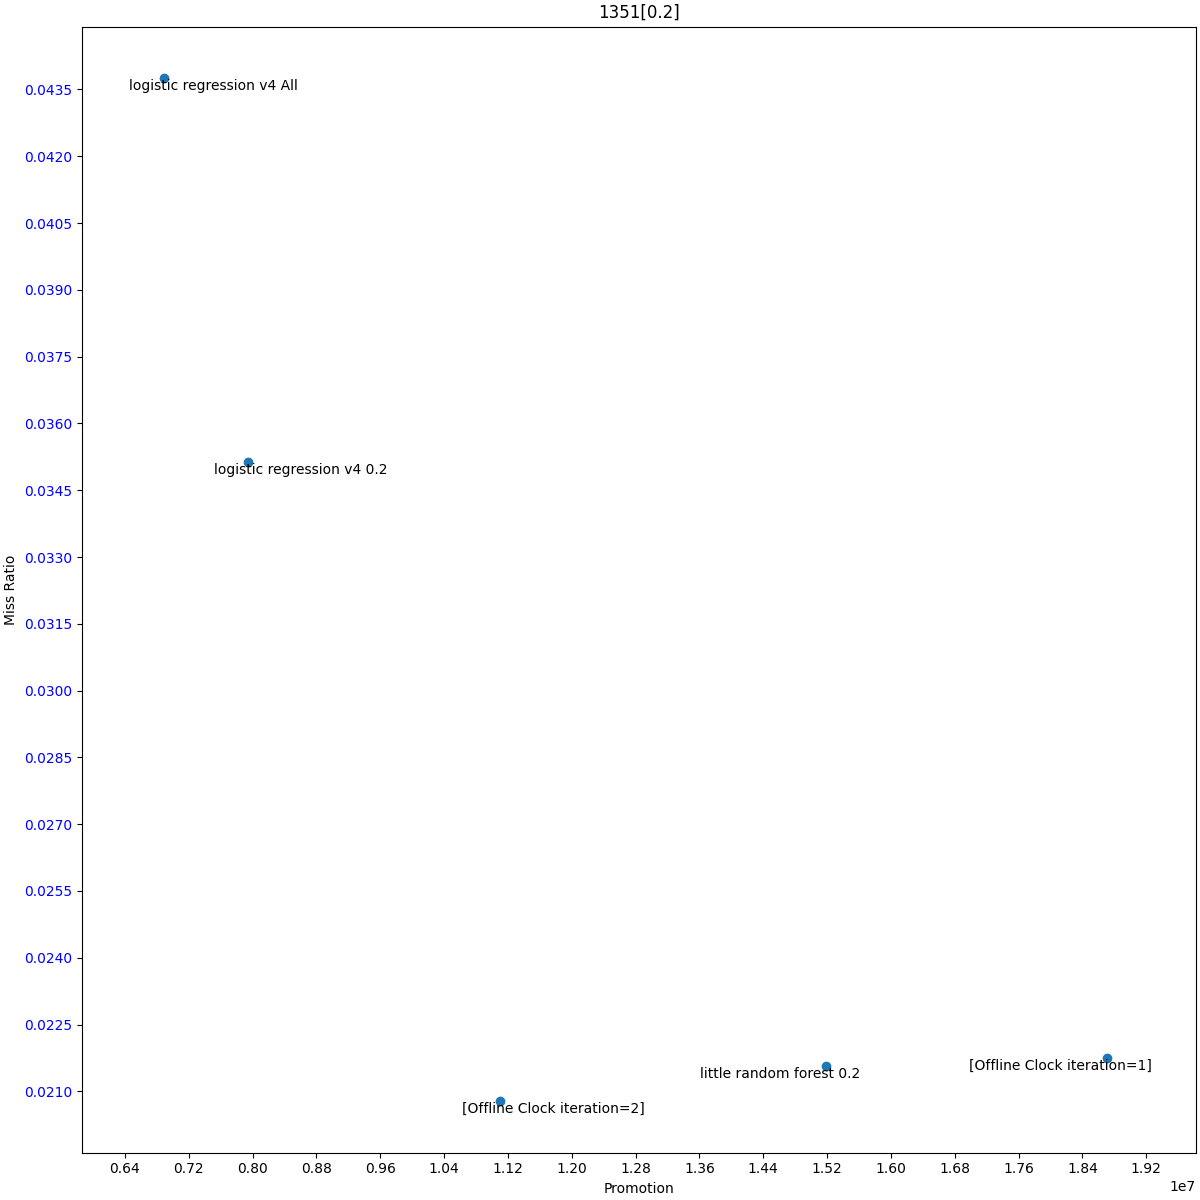 1351[0.2]
0.0435
0.0420
0.0405
0.0390
0.0375
0.0360
0.0345
0.0330
0.0315
0.0300
0.0285
0.0270
0.0255
0.0240
0.0225
0.0210
Miss Ratio
logistic regression v4 All
logistic regression v4 0.2
[Offline Clock iteration=1]
little random forest 0.2
[Offline Clock iteration=2]
0.64 0.72 0.80 0.88 0.96 1.04 1.12 1.20 1.28 1.36 1.44 1.52 1.60 1.68 1.76 1.84 1.92
1e7
Promotion